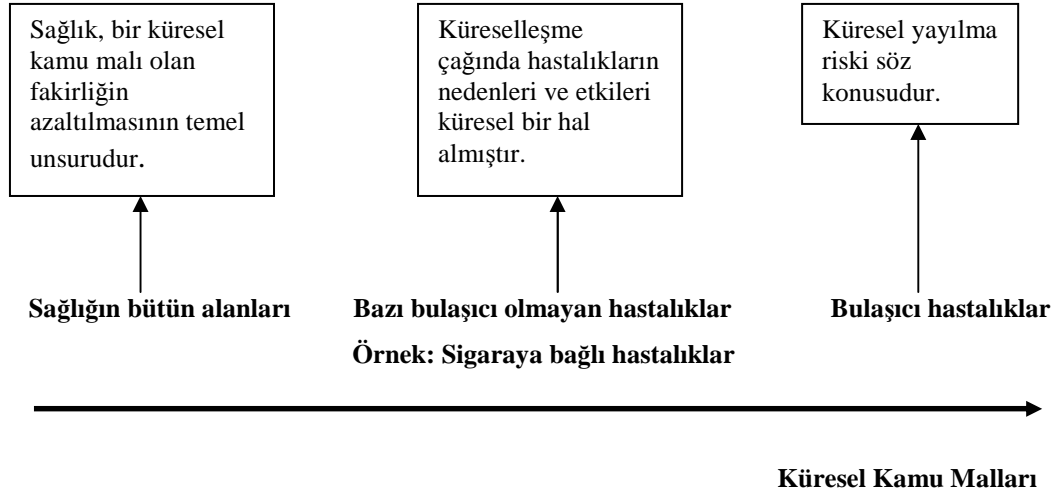 Sağlık, bir küresel
kamu malı olan
fakirliğin
azaltılmasının temel
unsurudur.
Küreselleşme
çağında hastalıkların
nedenleri ve etkileri
küresel bir hal
almıştır.
Küresel yayılma
riski söz
konusudur.
Sağlığın bütün alanları
Bazı bulaşıcı olmayan hastalıklar
Örnek: Sigaraya bağlı hastalıklar
Bulaşıcı hastalıklar
Küresel Kamu Malları